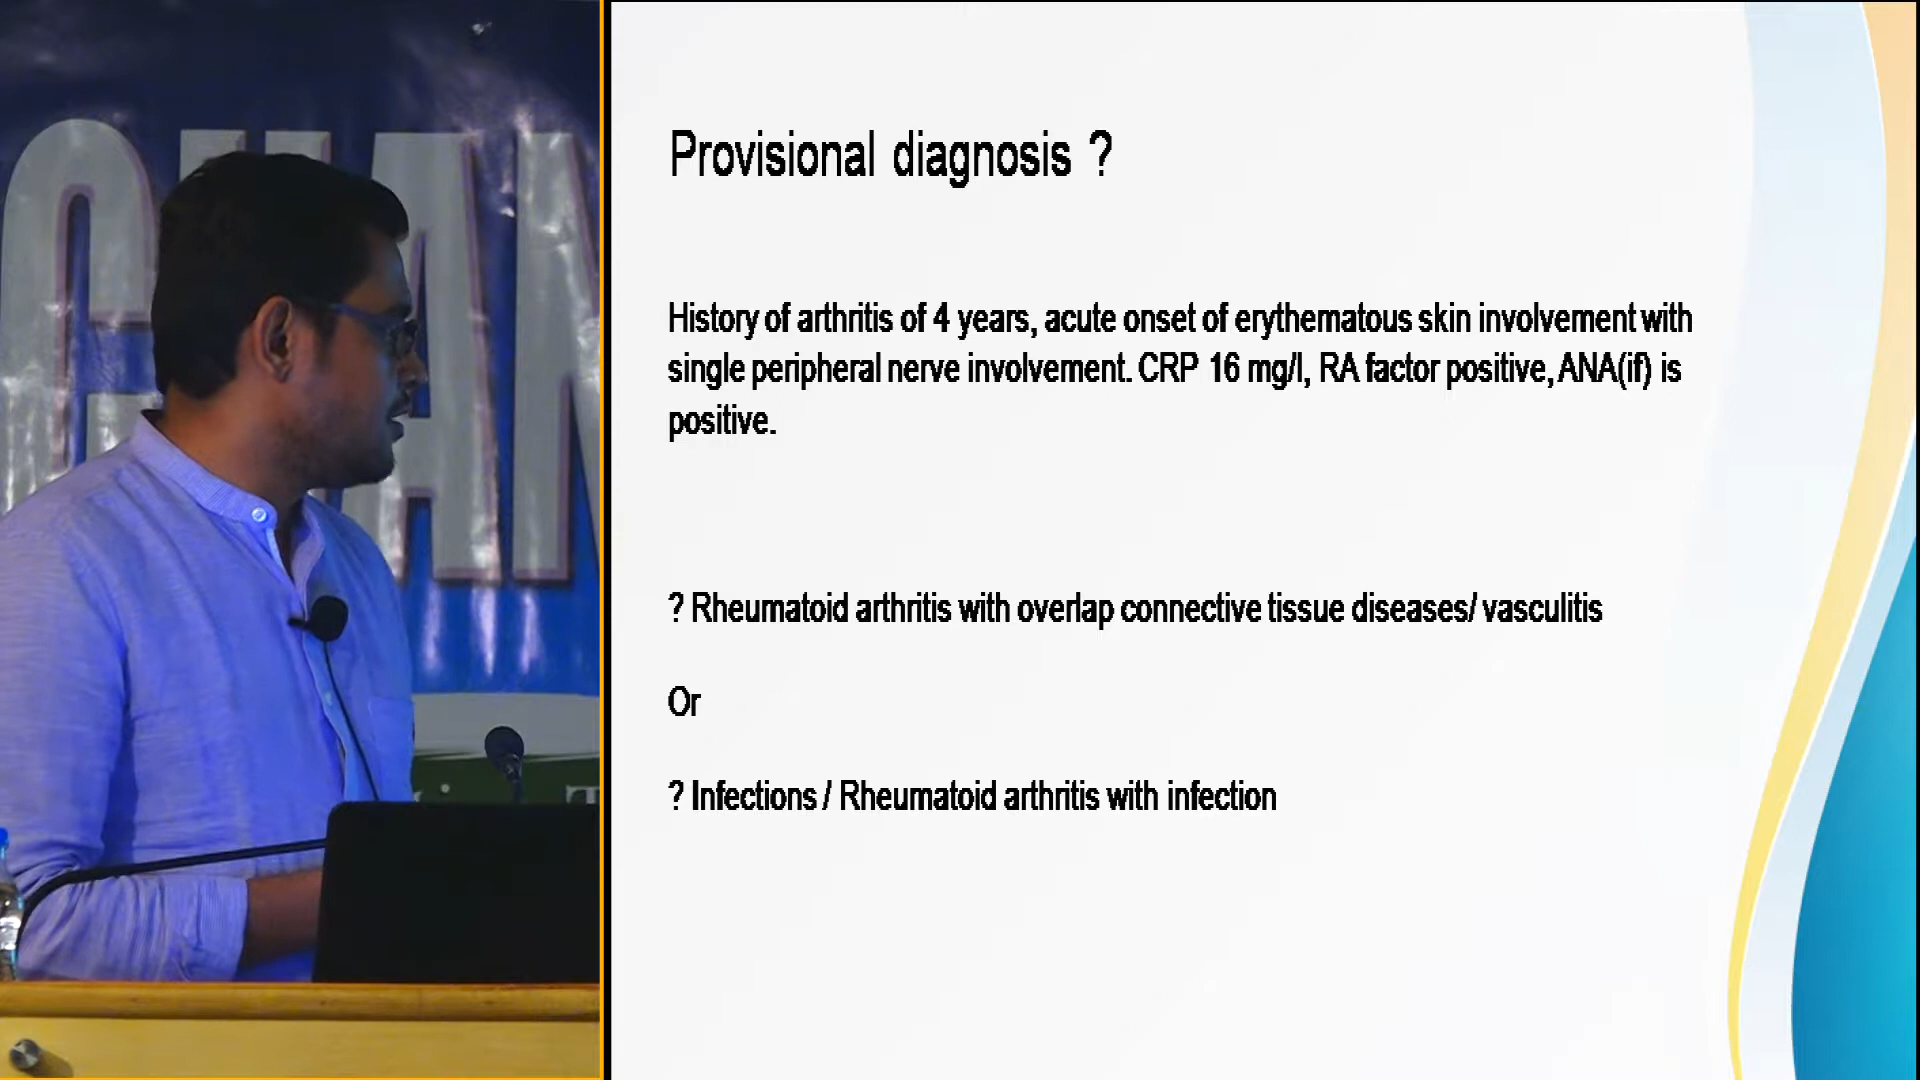 Provisional diagnosis ?
History of arthritis of 4 years, acute onset of erythematous skin involvement with
single peripheral nerve involvement. CRP 16 mg/l, RA factor positive, ANA(if) is
positive.
? Rheumatoid arthritis with overlap connective tissue diseases/ vasculitis
Or
? Infections / Rheumatoid arthritis with infection